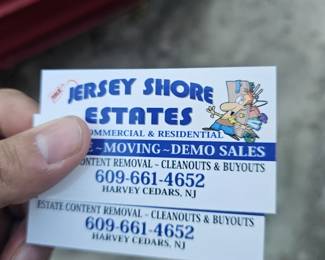 JERSEY SHORE
ESTATES
COMMERCIAL & RESIDENTIAL
~MOVING~DEMO SALES
CONTENT REMOVAL ~ CLEANOUTS & BUYOUTS
609-661-4652
HARVEY CEDARS, NJ
ESTATE CONTENT REMOVAL ~ CLEANOUTS & BUYOUTS
609-661-4652
HARVEY CEDARS, NJ